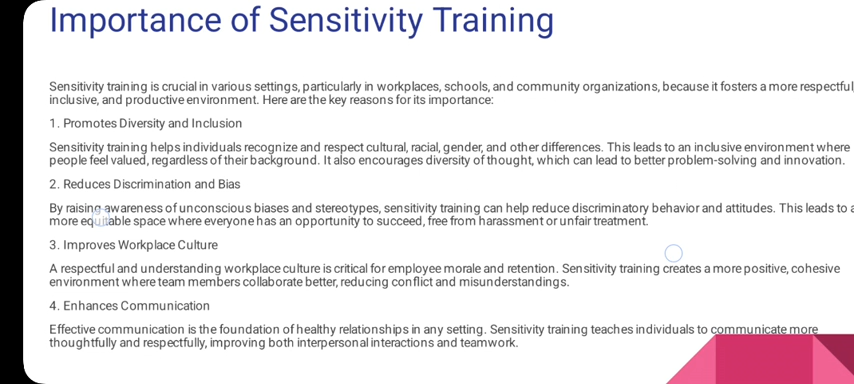 Importance of Sensitivity Training
Sensitivity training is crucial in various settings, particularly in workplaces, schools, and community organizations, because it fosters a more respectful,
inclusive, and productive environment. Here are the key reasons for its importance:
1. Promotes Diversity and Inclusion
Sensitivity training helps individuals recognize and respect cultural, racial, gender, and other differences. This leads to an inclusive environment where
people feel valued, regardless of their background. It also encourages diversity of thought, which can lead to better problem-solving and innovation.
2. Reduces Discrimination and Bias
By raising awareness of unconscious biases and stereotypes, sensitivity training can help reduce discriminatory behavior and attitudes. This leads to a
more equitable space where everyone has an opportunity to succeed, free from harassment or unfair treatment.
3. Improves Workplace Culture
A respectful and understanding workplace culture is critical for employee morale and retention. Sensitivity training creates a more positive, cohesive
environment where team members collaborate better, reducing conflict and misunderstandings.
4. Enhances Communication
Effective communication is the foundation of healthy relationships in any setting. Sensitivity training teaches individuals to communicate more
thoughtfully and respectfully, improving both interpersonal interactions and teamwork.